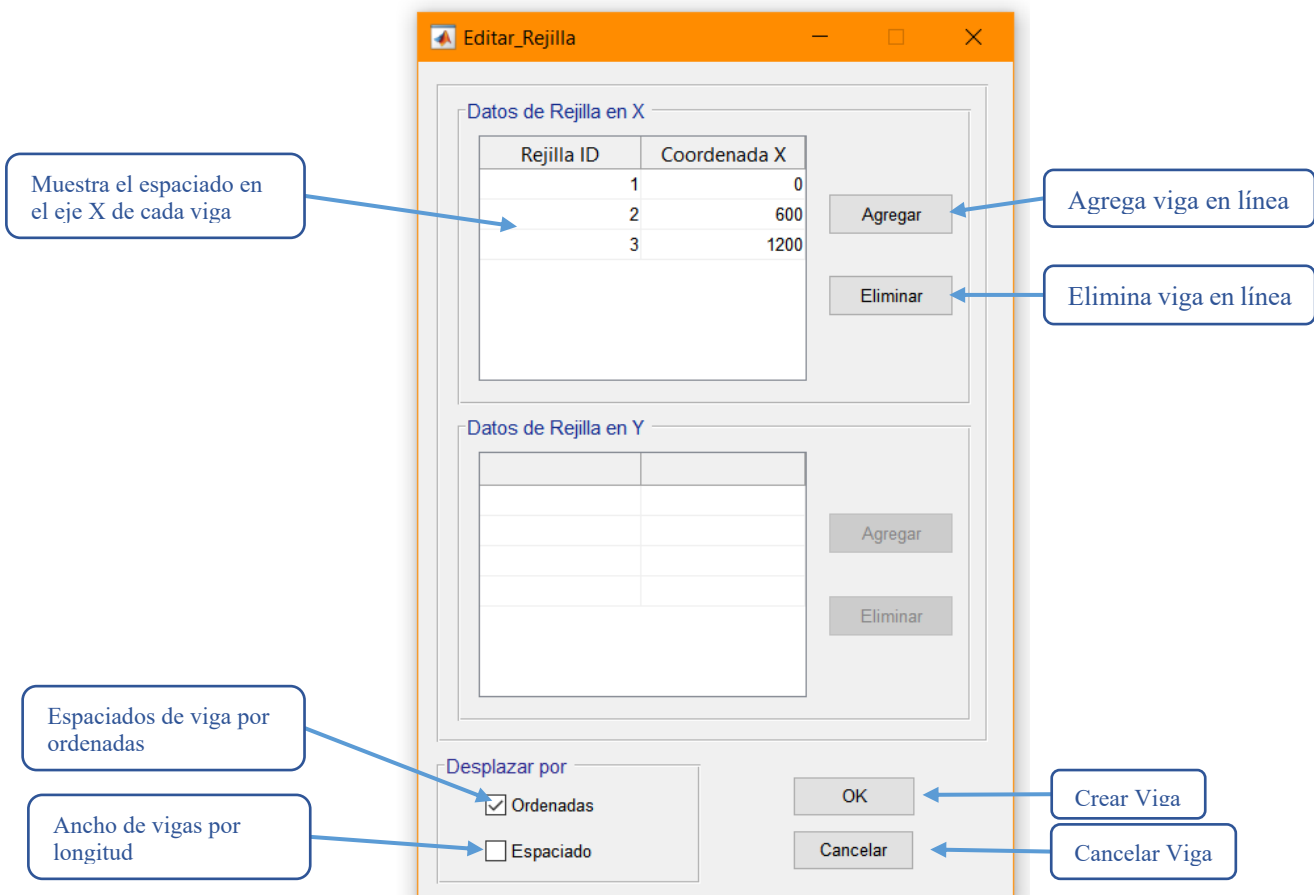 Editar_Rejilla
Datos de Rejilla en X
Rejilla ID Coordenada X
1 0
2 600
3 1200
Agregar
Eliminar
Muestra el espaciado en
el eje X de cada viga
Agrega viga en línea
Elimina viga en línea
Datos de Rejilla en Y
Agregar
Eliminar
Espaciados de viga por
ordenadas
Ancho de vigas por
longitud
Desplazar por
Ordenadas
Espaciado
OK
Cancelar
Crear Viga
Cancelar Viga